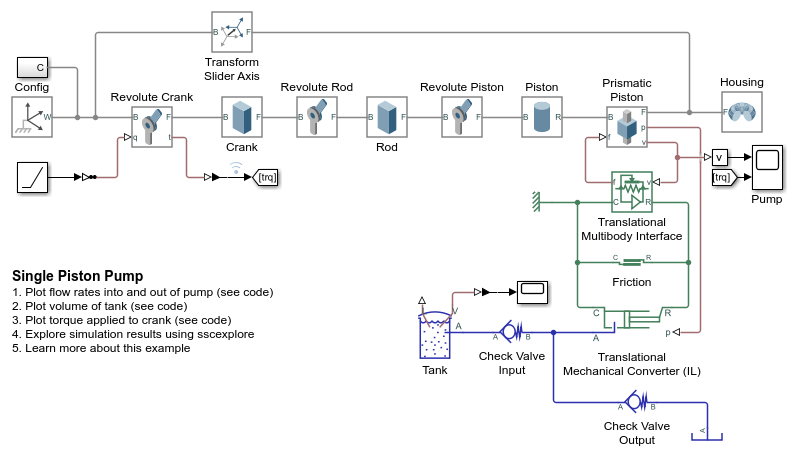 B
F
Transform
Slider Axis
C
Config
W
Revolute Crank
B
F
q
t
B
F
Crank
Revolute Rod
B
F
B
F
Rod
Revolute Piston
B
F
Piston
B
R
Prismatic
Piston
B
F
p
f
v
Housing
F
[trq]
v
[trq]
Pump
f
v
C
R
Translational
Multibody Interface
C
R
Friction
Single Piston Pump
1. Plot flow rates into and out of pump (see code)
2. Plot volume of tank (see code)
3. Plot torque applied to crank (see code)
4. Explore simulation results using sscexplore
5. Learn more about this example
V
A
Tank
A
B
Check Valve
Input
C
R
A
p
Translational
Mechanical Converter (IL)
A
B
Check Valve
Output
A